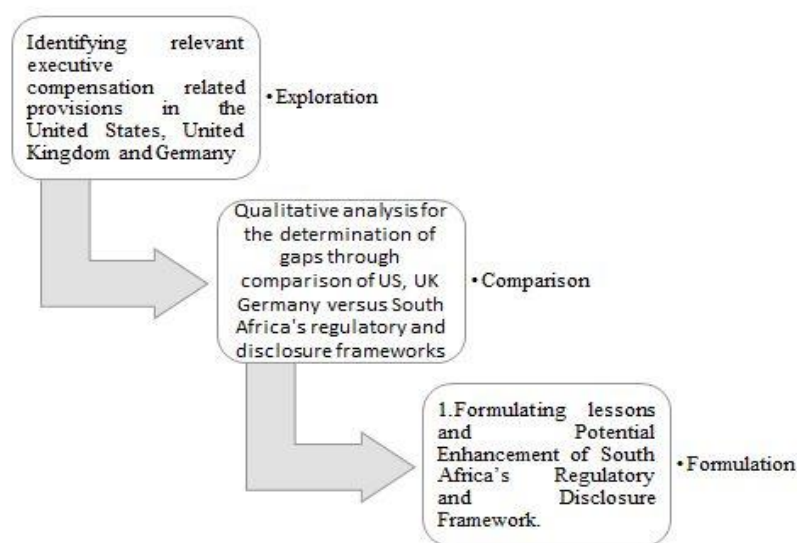 Identifying relevant
executive
compensation related
provisions in the
United States, United
Kingdom and Germany
•Exploration
Qualitative analysis for
the determination of
gaps through
comparison of US, UK
Germany versus South
Africa's regulatory and
disclosure frameworks
•Comparison
1.Formulating lessons
and Potential
Enhancement of South
Africa’s Regulatory
and Disclosure
Framework.
•Formulation